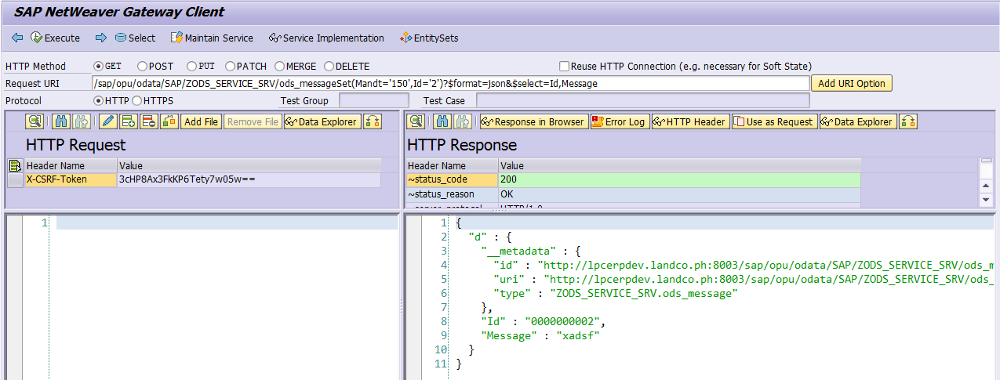 SAP NetWeaver Gateway Client
Execute Select Maintain Service Service Implementation EntitySets
HTTP Method GET POST PUT PATCH MERGE DELETE Reuse HTTP Connection (e.g. necessary for Soft State)
Request URI /sap/opu/odata/SAP/ZODS_SERVICE_SRV/ods_messageSet(Mandt='150',Id='2')?$format=json&$select=Id,Message Add URI Option
Protocol HTTP HTTPS Test Group Test Case
Add File Remove File Data Explorer
HTTP Request
Header Name Value
X-CSRF-Token 3cHP8Ax3FkKP6Tety7w05w==
1
Response in Browser Error Log HTTP Header Use as Request Data Explorer
HTTP Response
Header Name Value
~status_code 200
~status_reason OK
~server_protocol HTTP/1.0
1 {
2 "d" : {
3 "__metadata" : {
4 "id" : "http://lpcerpdev.landco.ph:8003/sap/opu/odata/SAP/ZODS_SERVICE_SRV/ods_m
5 "uri" : "http://lpcerpdev.landco.ph:8003/sap/opu/odata/SAP/ZODS_SERVICE_SRV/ods_
6 "type" : "ZODS_SERVICE_SRV.ods_message"
7 },
8 "Id" : "0000000002",
9 "Message" : "xadsf"
10 }
11 }